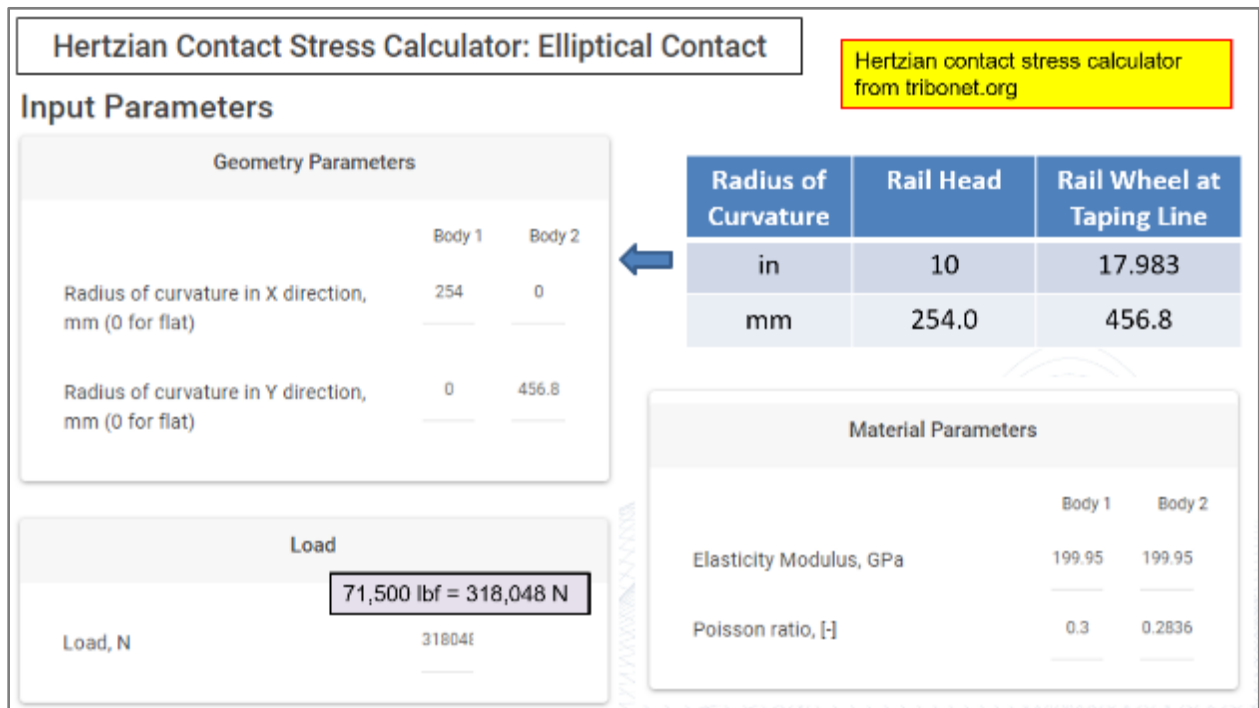 Hertzian Contact Stress Calculator: Elliptical Contact
Hertzian contact stress calculator
from tribonet.org
Input Parameters
Geometry Parameters
Body 1 Body 2
Radius of curvature in X direction, 254 0
mm (0 for flat)
Radius of curvature in Y direction, 0 456.8
mm (0 for flat)
Radius of Rail Head Rail Wheel at
Curvature Taping Line
in 10 17.983
mm 254.0 456.8
Load
71,500 lbf = 318,048 N
Load, N 318048
Material Parameters
Body 1 Body 2
Elasticity Modulus, GPa 199.95 199.95
Poisson ratio, [-] 0.3 0.2836